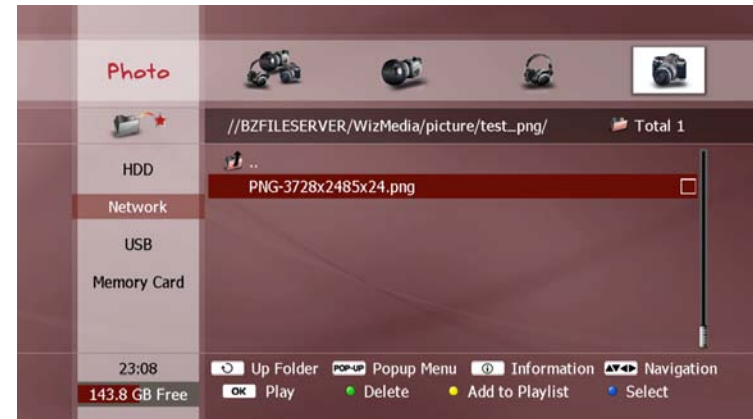 Photo
//BZFILESERVER/WizMedia/picture/test_png/ Total 1
..
PNG-3728x2485x24.png
HDD
Network
USB
Memory Card
23:08
143.8 GB Free
Up Folder POP-UP Popup Menu Information Navigation
OK Play Delete Add to Playlist Select